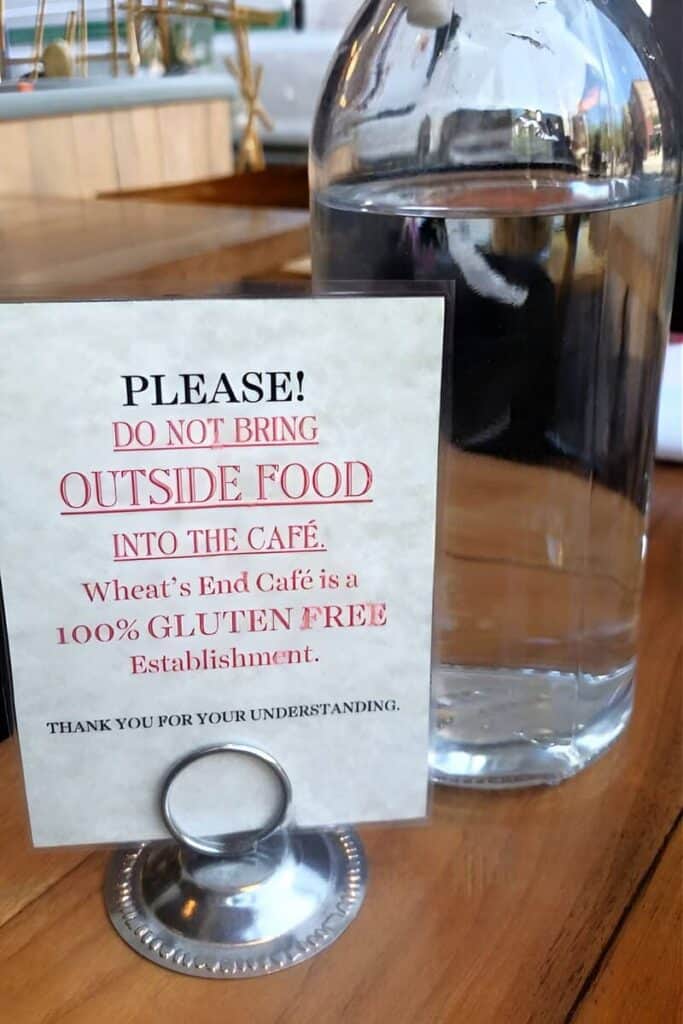 PLEASE!
DO NOT BRING
OUTSIDE FOOD
INTO THE CAFÉ.
Wheat's End Café is a
100% GLUTEN FREE
Establishment.
THANK YOU FOR YOUR UNDERSTANDING.